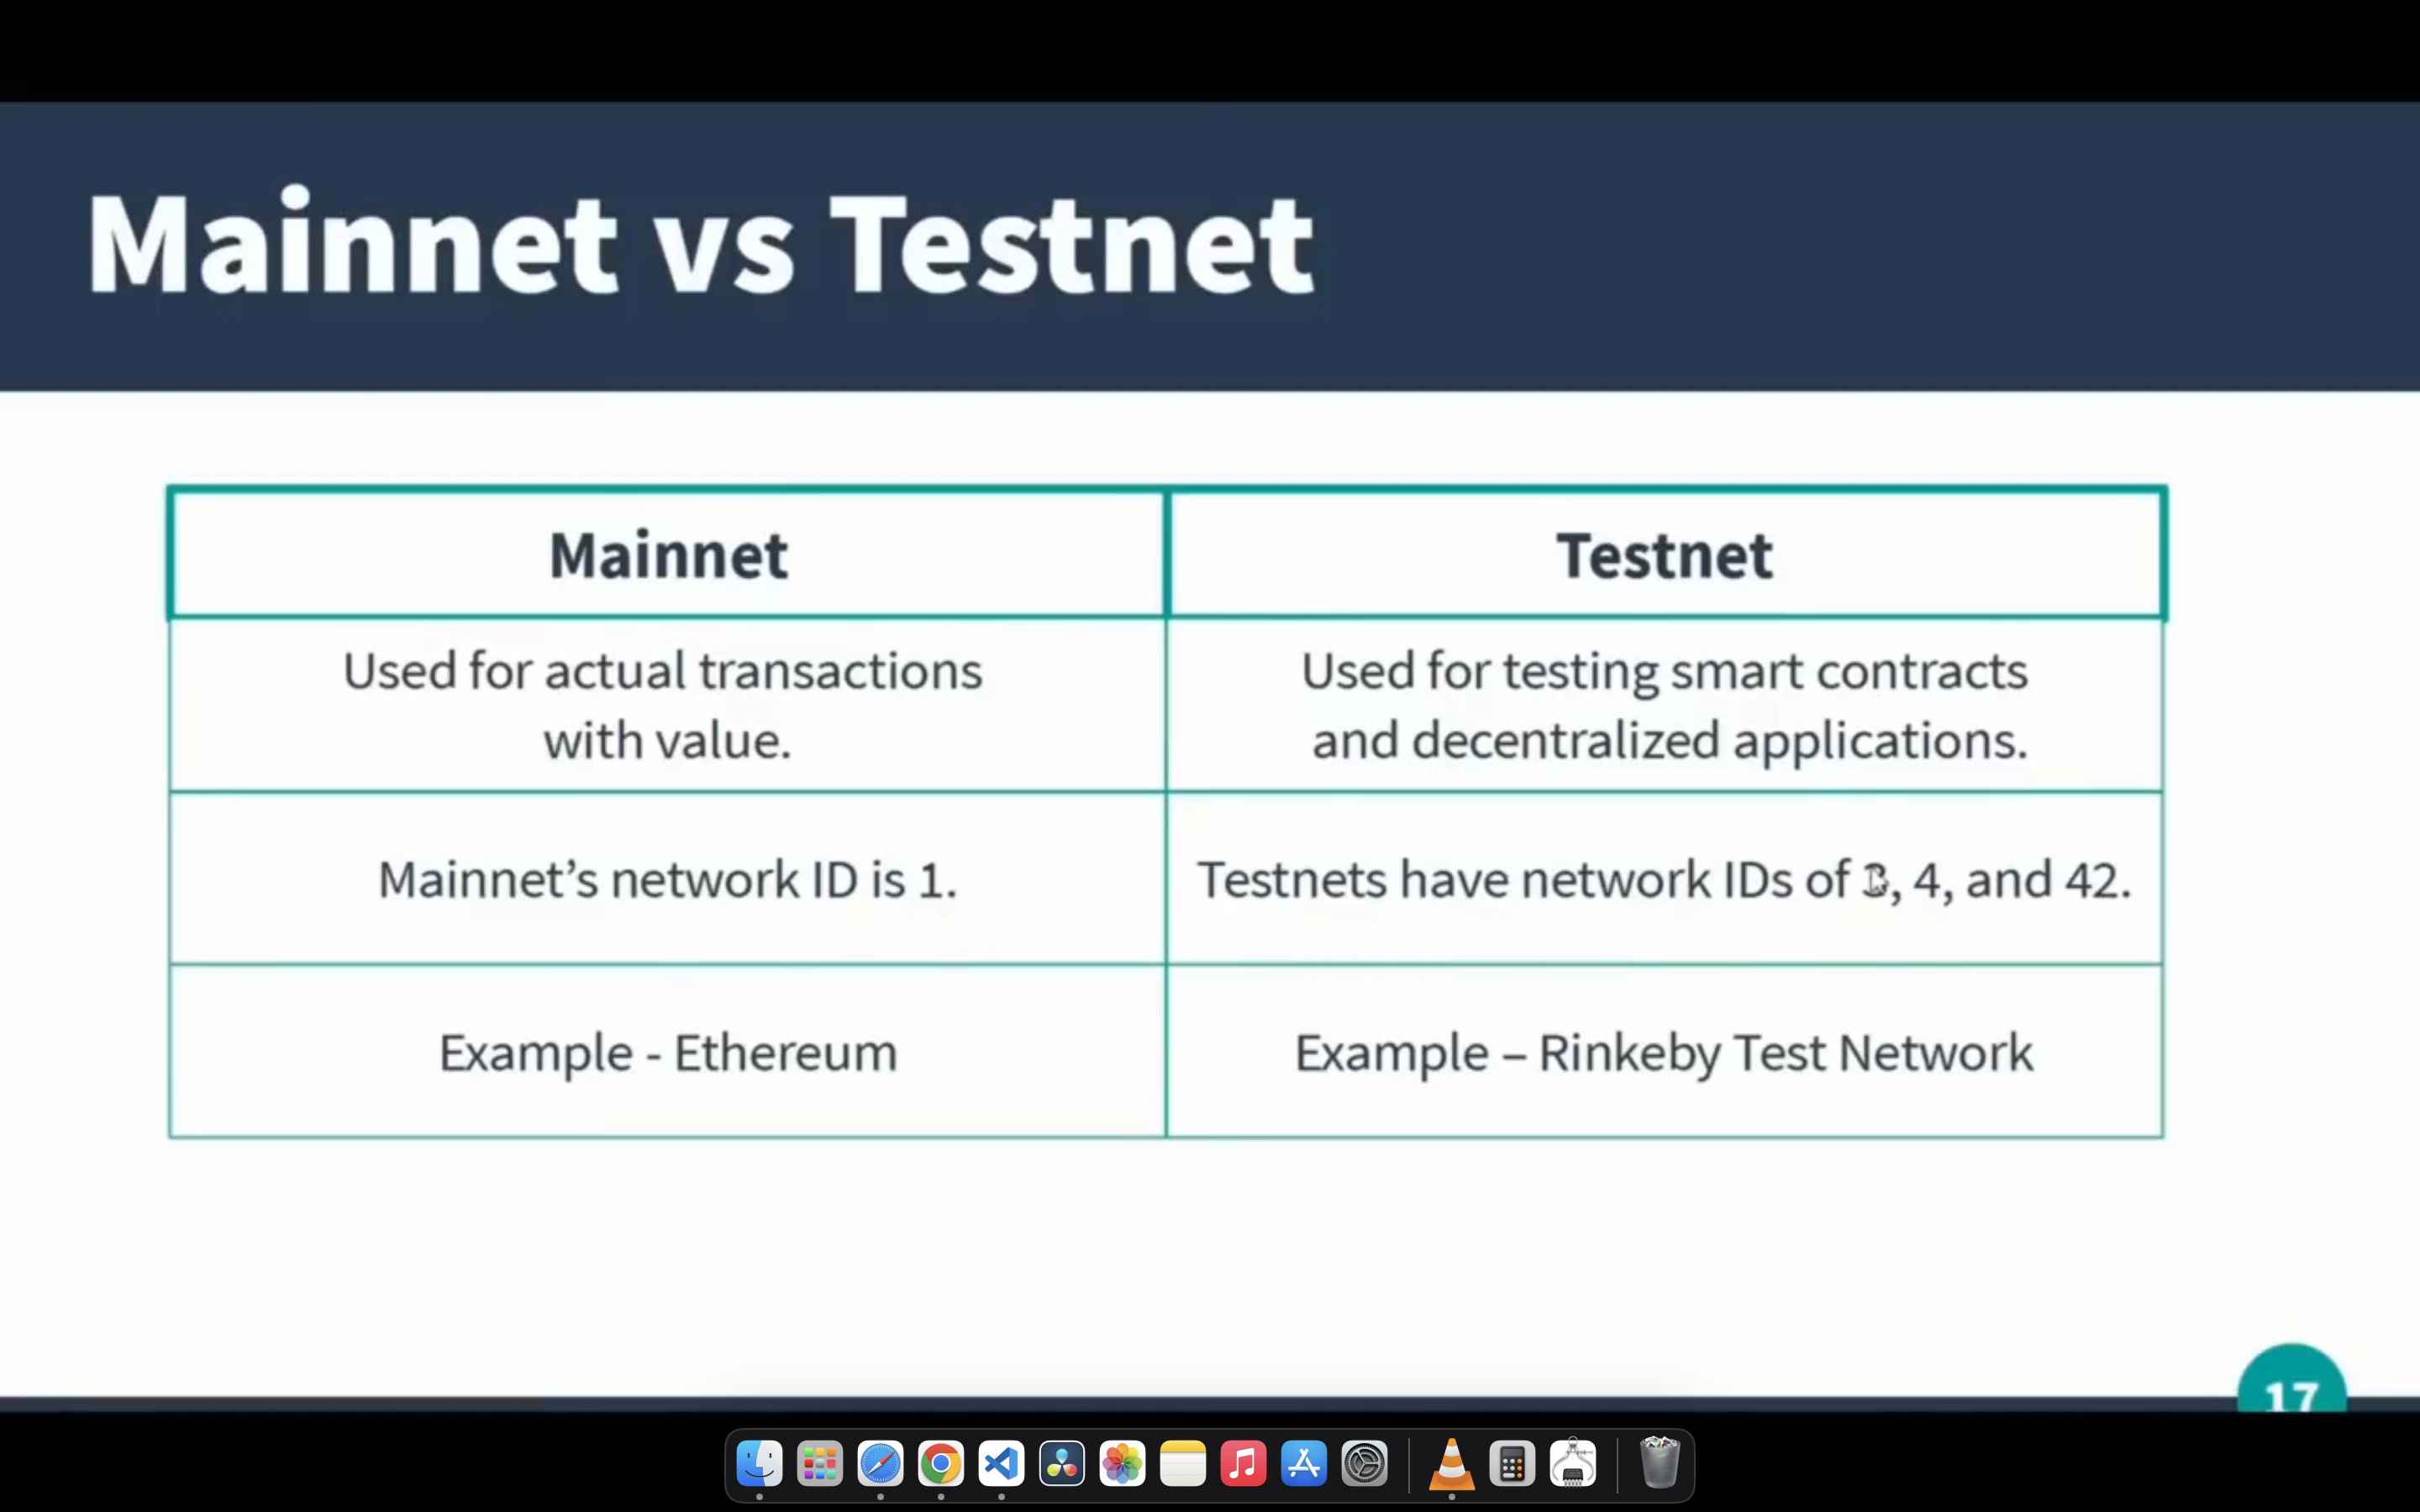 Mainnet vs Testnet
Mainnet
Testnet
Used for actual transactions
with value.
Used for testing smart contracts
and decentralized applications.
Mainnet’s network ID is 1.
Testnets have network IDs of 3, 4, and 42.
Example - Ethereum
Example – Rinkeby Test Network
17